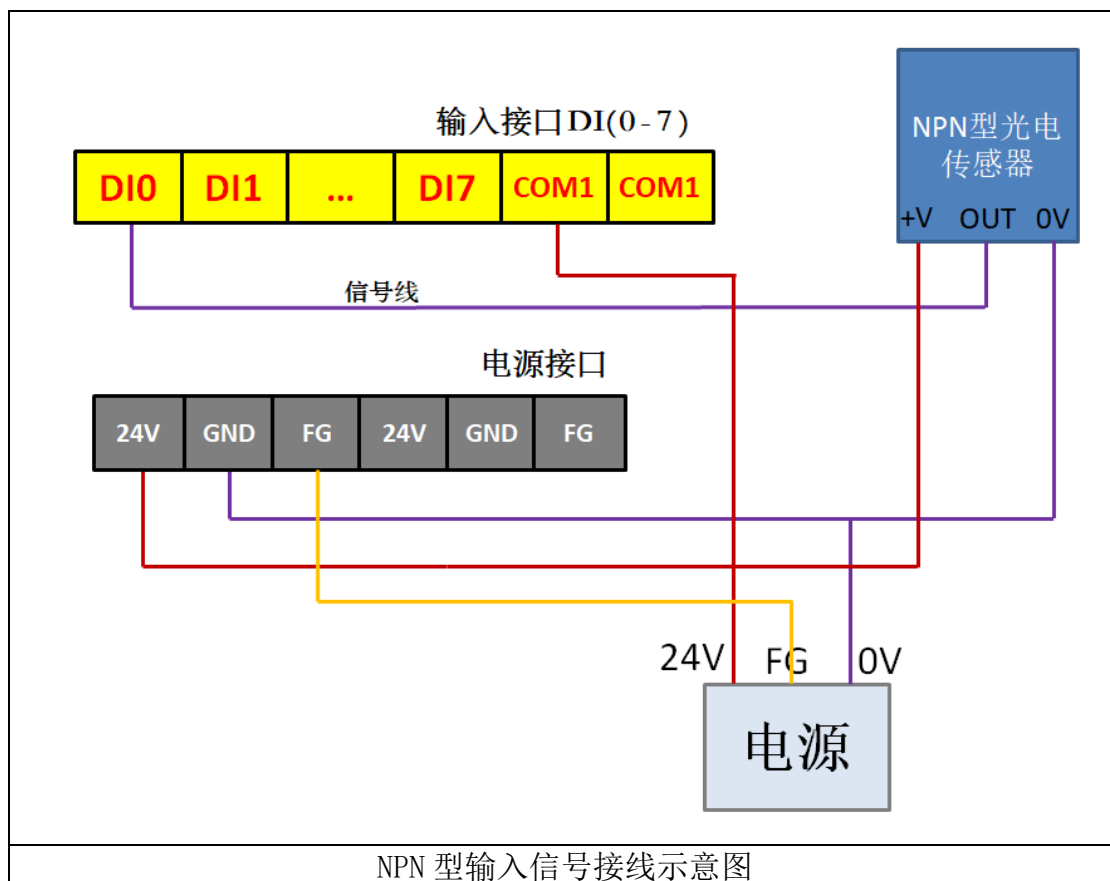 输入接口DI(0-7)
DI0 DI1 ... DI7 COM1 COM1
NPN型光电
传感器
+V OUT 0V
信号线
电源接口
24V GND FG 24V GND FG
24V FG 0V
电源
NPN 型输入信号接线示意图